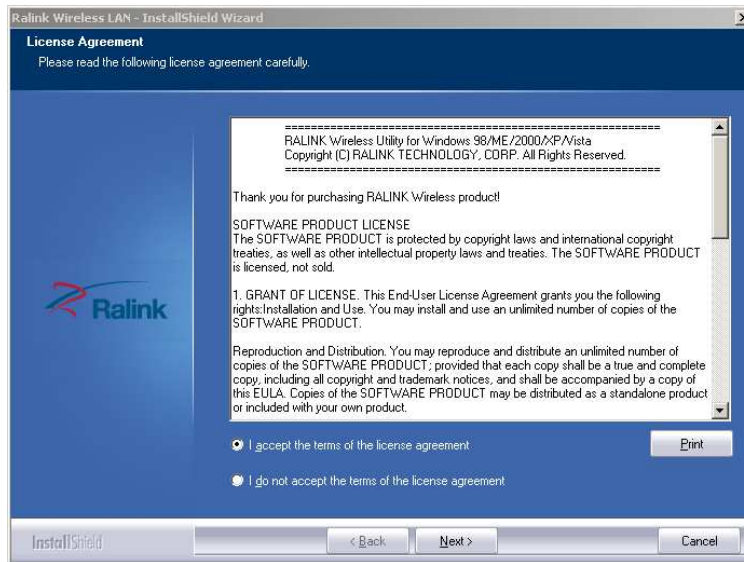 Ralink Wireless LAN - InstallShield Wizard
License Agreement
Please read the following license agreement carefully.
==========================================================
RALINK Wireless Utility for Windows 98/ME/2000/XP/Vista
Copyright (C) RALINK TECHNOLOGY, CORP. All Rights Reserved.
==========================================================
Thank you for purchasing RALINK Wireless product!
SOFTWARE PRODUCT LICENSE
The SOFTWARE PRODUCT is protected by copyright laws and international copyright
treaties, as well as other intellectual property laws and treaties. The SOFTWARE PRODUCT
is licensed, not sold.
1. GRANT OF LICENSE. This End-User License Agreement grants you the following
rights:Installation and Use. You may install and use an unlimited number of copies of the
SOFTWARE PRODUCT.
Reproduction and Distribution. You may reproduce and distribute an unlimited number of
copies of the SOFTWARE PRODUCT; provided that each copy shall be a true and complete
copy, including all copyright and trademark notices, and shall be accompanied by a copy of
this EULA. Copies of the SOFTWARE PRODUCT may be distributed as a standalone product
or included with your own product.
Ralink
I accept the terms of the license agreement
Print
I do not accept the terms of the license agreement
InstallShield
< Back
Next >
Cancel